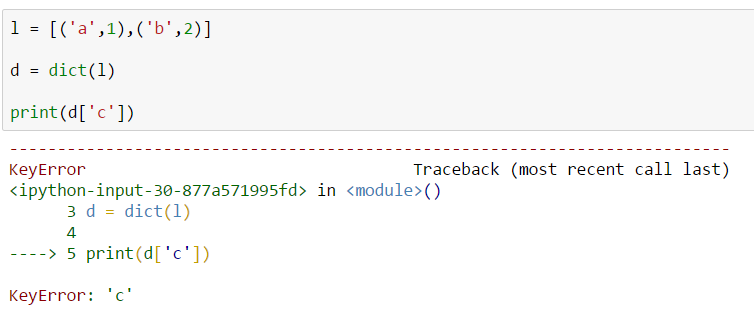 l = [('a',1),('b',2)]
d = dict(l)
print(d['c'])
---------------------------------------------------------------------------
KeyError                                  Traceback (most recent call last)
<ipython-input-30-877a571995fd> in <module>()
      3 d = dict(l)
      4
----> 5 print(d['c'])
KeyError: 'c'